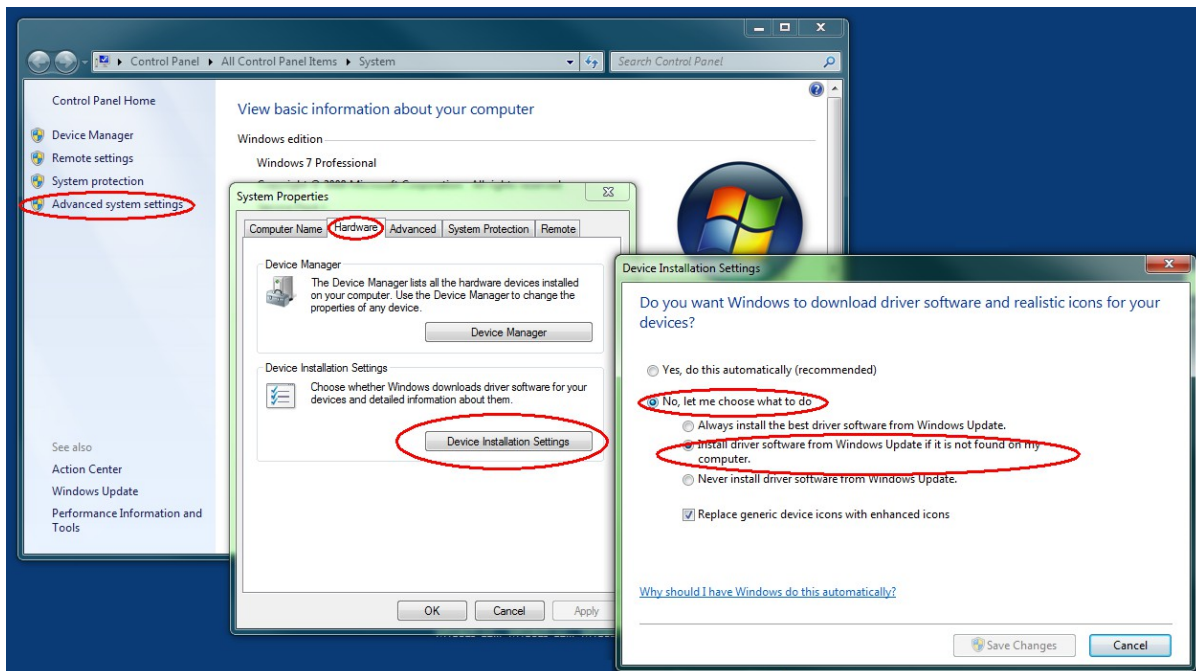 Control Panel ▸ All Control Panel Items ▸ System
Search Control Panel
Control Panel Home
Device Manager
Remote settings
System protection
Advanced system settings
See also
Action Center
Windows Update
Performance Information and
Tools
View basic information about your computer
Windows edition
Windows 7 Professional
System Properties
Computer Name Hardware Advanced System Protection Remote
Device Manager
The Device Manager lists all the hardware devices installed
on your computer. Use the Device Manager to change the
properties of any device.
Device Manager
Device Installation Settings
Choose whether Windows downloads driver software for your
devices and detailed information about them.
Device Installation Settings
OK Cancel Apply
Device Installation Settings
Do you want Windows to download driver software and realistic icons for your
devices?
Yes, do this automatically (recommended)
No, let me choose what to do
Always install the best driver software from Windows Update.
Install driver software from Windows Update if it is not found on my
computer.
Never install driver software from Windows Update.
Replace generic device icons with enhanced icons
Why should I have Windows do this automatically?
Save Changes Cancel